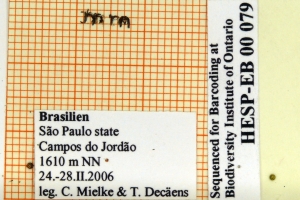 Brasilien
São Paulo state
Campos do Jordão
1610 m NN
24.-28.II.2006
leg. C. Mielke & T. Decäens
Sequenced for Barcoding at
Biodiversity Institute of Ontario
HESP-EB 00 079